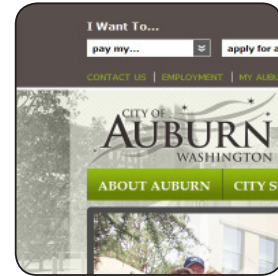 I Want To...
pay my... apply for a
CONTACT US | EMPLOYMENT | MY AUBU
CITY OF
AUBURN
WASHINGTON
ABOUT AUBURN CITY S